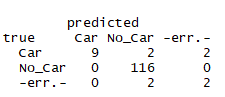 predicted
true Car No_Car -err.-
Car 9 2 2
No_Car 0 116 0
-err.- 0 2 2